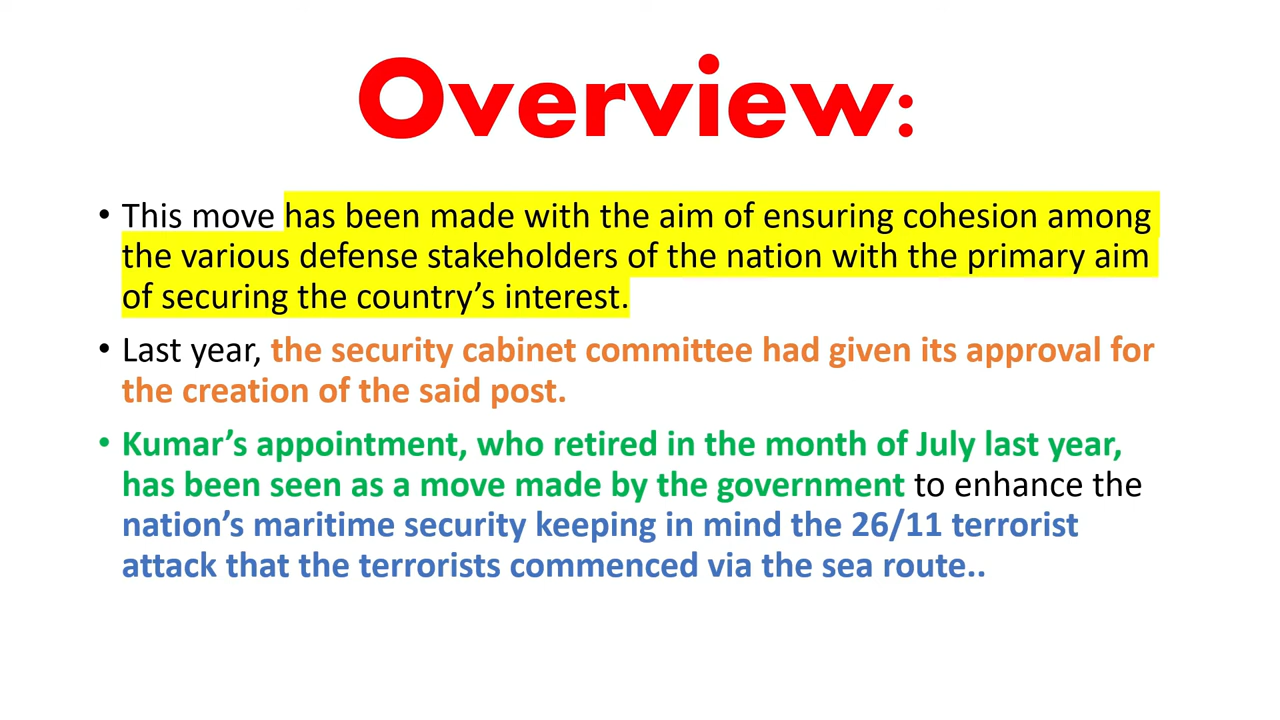 Overview:
• This move has been made with the aim of ensuring cohesion among
the various defense stakeholders of the nation with the primary aim
of securing the country’s interest.
• Last year, the security cabinet committee had given its approval for
the creation of the said post.
• Kumar’s appointment, who retired in the month of July last year,
has been seen as a move made by the government to enhance the
nation’s maritime security keeping in mind the 26/11 terrorist
attack that the terrorists commenced via the sea route..